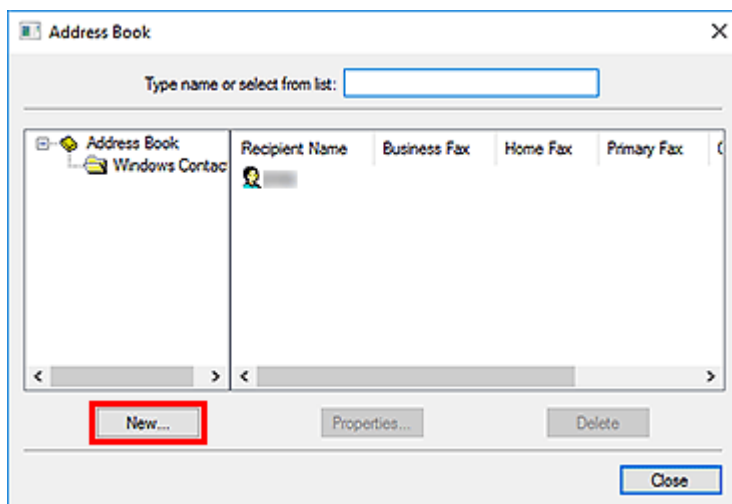 Address Book
Type name or select from list:
Address Book
Windows Contac
Recipient Name Business Fax Home Fax Primary Fax
New... Properties... Delete
Close